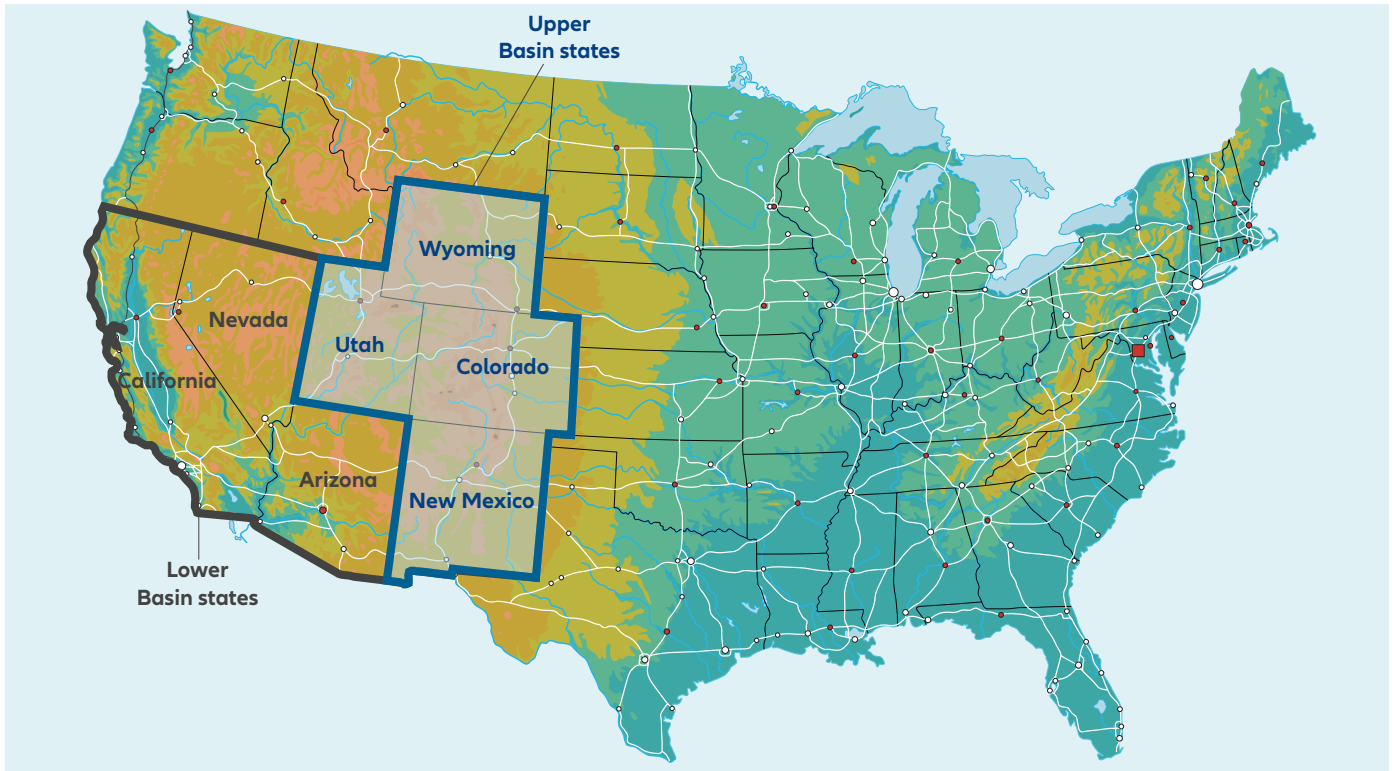 Upper
Basin states
Wyoming
Nevada
Utah
Colorado
California
Arizona
New Mexico
Lower
Basin states